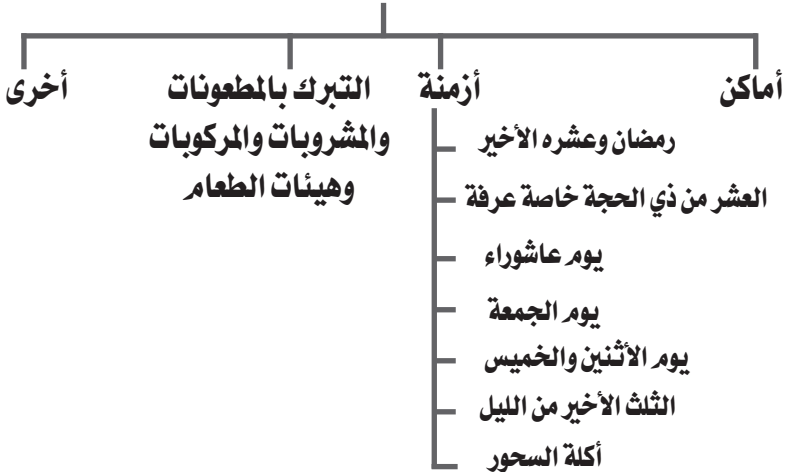 أماكن
أزمنة
التبرك بالمطعونات
والمشروبات والمركوبات
وهيئات الطعام
أخرى
رمضان وعشره الأخير
العشر من ذي الحجة خاصة عرفة
يوم عاشوراء
يوم الجمعة
يوم الأثنين والخميس
الثلث الأخير من الليل
أكلة السحور